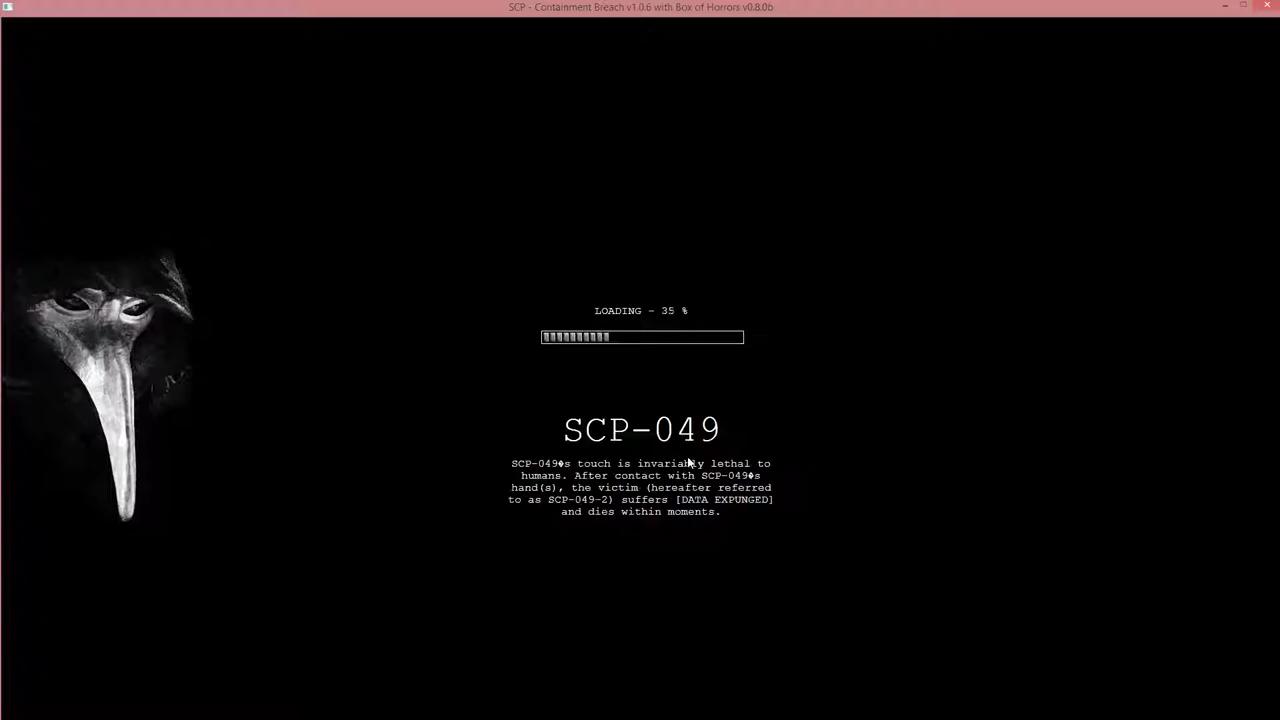 SCP - Containment Breach v1.0.6 with Box of Horrors v0.8.0b
LOADING - 35 %
SCP-049
SCP-049�s touch is invariably lethal to
humans. After contact with SCP-049�s
hand(s), the victim (hereafter referred
to as SCP-049-2) suffers [DATA EXPUNGED]
and dies within moments.